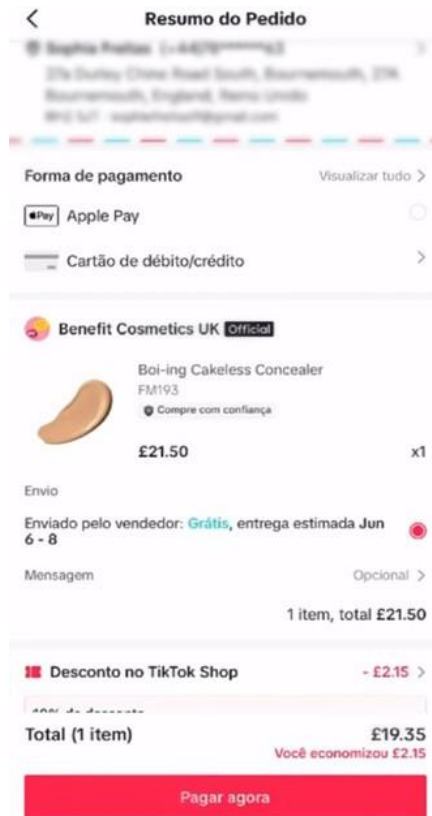 Resumo do Pedido
Forma de pagamento
Visualizar tudo >
Pay Apple Pay
Cartão de débito/crédito >
Benefit Cosmetics UK Official
Boi-ing Cakeless Concealer
FM193
Compre com confiança
£21.50
x1
Envio
Enviado pelo vendedor: Grátis, entrega estimada Jun
6 - 8
Mensagem
Opcional >
1 item, total £21.50
Desconto no TikTok Shop
- £2.15 >
Total (1 item)
£19.35
Você economizou £2.15
Pagar agora